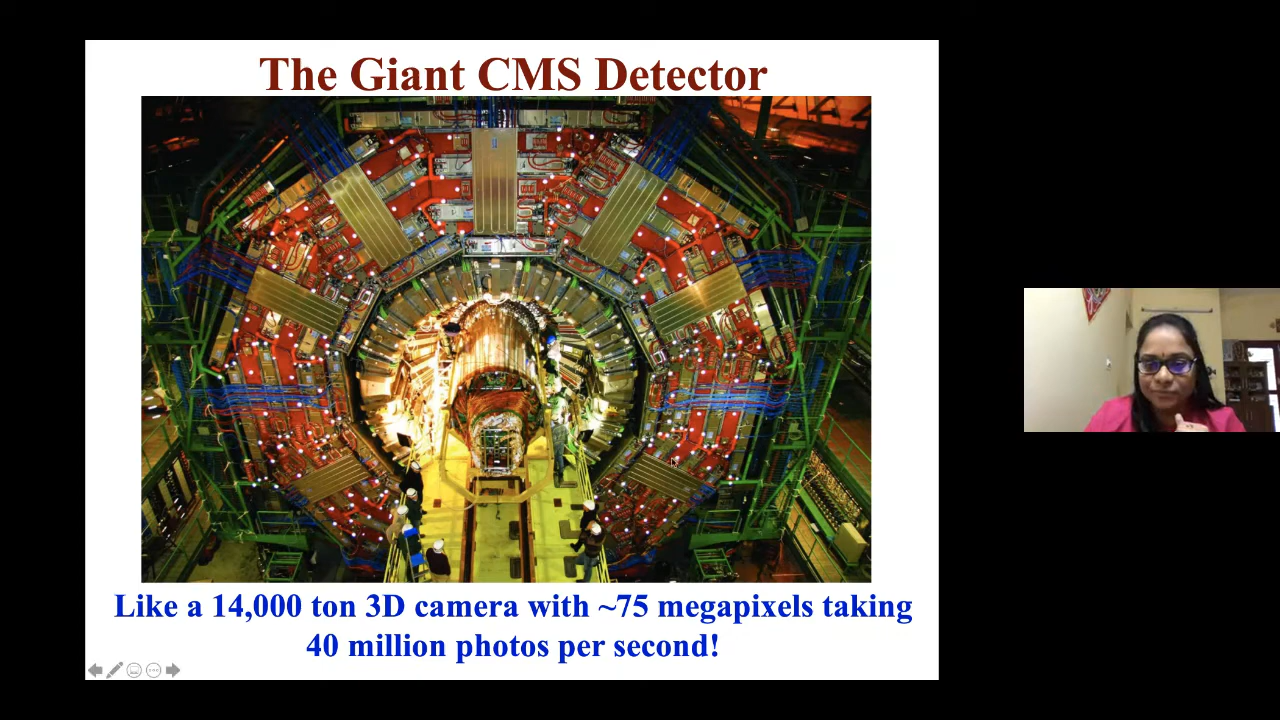 The Giant CMS Detector
Like a 14,000 ton 3D camera with ~75 megapixels taking
40 million photos per second!